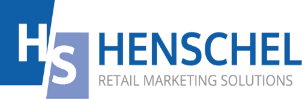 HS
HENSCHEL
RETAIL MARKETING SOLUTIONS